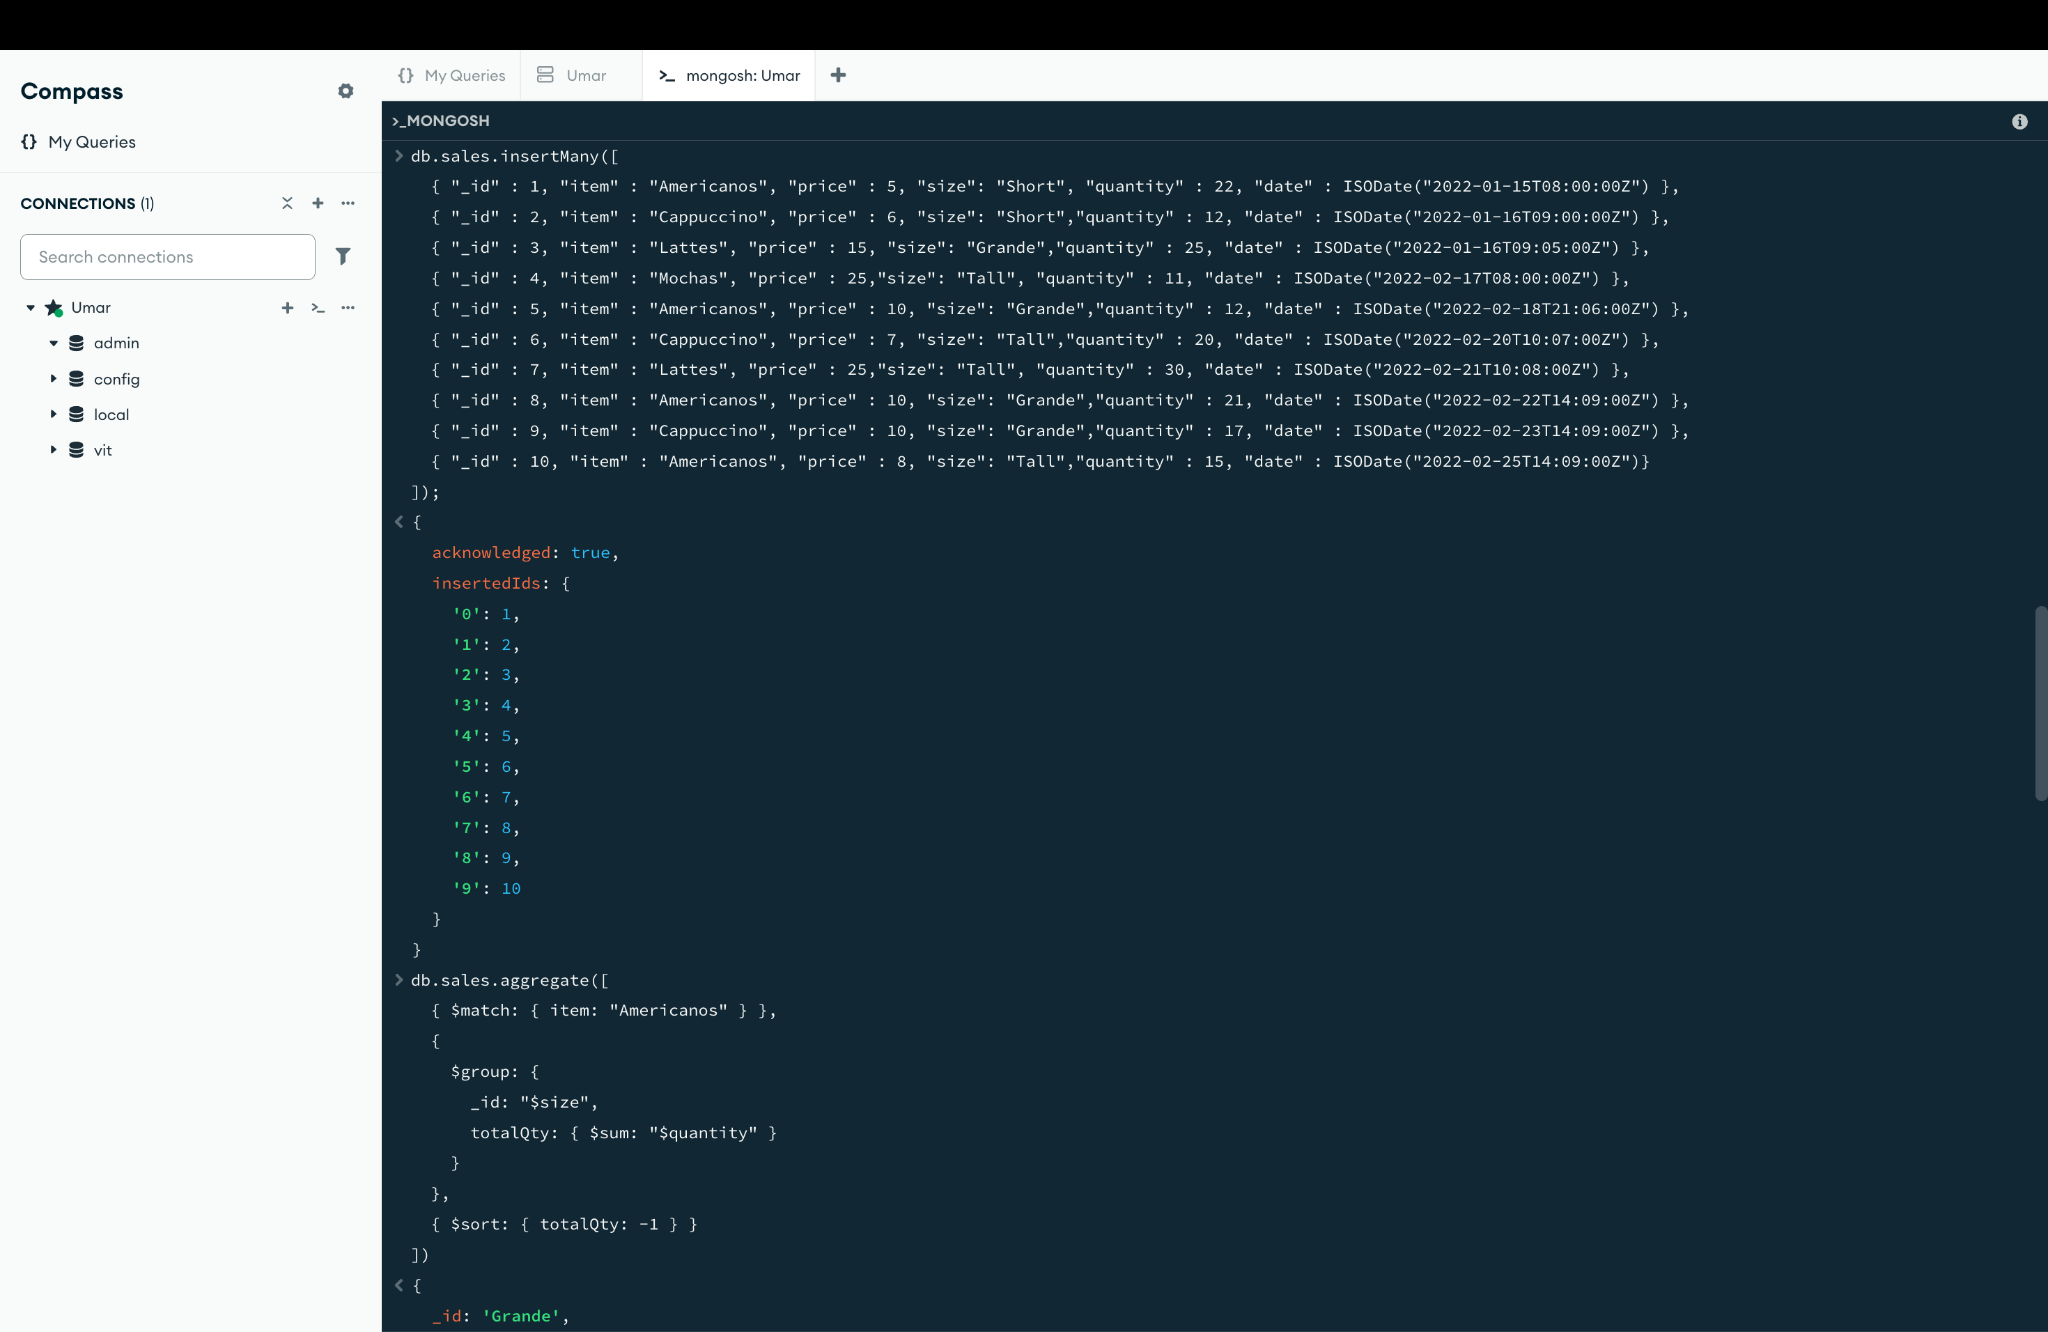 Compass
{} My Queries
CONNECTIONS (1)
Search connections
Umar
admin
config
local
vit
{} My Queries
Umar
>_ mongosh: Umar
>_MONGOSH
> db.sales.insertMany([
{ "_id" : 1, "item" : "Americanos", "price" : 5, "size": "Short", "quantity" : 22, "date" : ISODate("2022-01-15T08:00:00Z") },
{ "_id" : 2, "item" : "Cappuccino", "price" : 6, "size": "Short","quantity" : 12, "date" : ISODate("2022-01-16T09:00:00Z") },
{ "_id" : 3, "item" : "Lattes", "price" : 15, "size": "Grande","quantity" : 25, "date" : ISODate("2022-01-16T09:05:00Z") },
{ "_id" : 4, "item" : "Mochas", "price" : 25,"size": "Tall", "quantity" : 11, "date" : ISODate("2022-02-17T08:00:00Z") },
{ "_id" : 5, "item" : "Americanos", "price" : 10, "size": "Grande","quantity" : 12, "date" : ISODate("2022-02-18T21:06:00Z") },
{ "_id" : 6, "item" : "Cappuccino", "price" : 7, "size": "Tall","quantity" : 20, "date" : ISODate("2022-02-20T10:07:00Z") },
{ "_id" : 7, "item" : "Lattes", "price" : 25,"size": "Tall", "quantity" : 30, "date" : ISODate("2022-02-21T10:08:00Z") },
{ "_id" : 8, "item" : "Americanos", "price" : 10, "size": "Grande","quantity" : 21, "date" : ISODate("2022-02-22T14:09:00Z") },
{ "_id" : 9, "item" : "Cappuccino", "price" : 10, "size": "Grande","quantity" : 17, "date" : ISODate("2022-02-23T14:09:00Z") },
{ "_id" : 10, "item" : "Americanos", "price" : 8, "size": "Tall","quantity" : 15, "date" : ISODate("2022-02-25T14:09:00Z")}
]);
< {
acknowledged: true,
insertedIds: {
'0': 1,
'1': 2,
'2': 3,
'3': 4,
'4': 5,
'5': 6,
'6': 7,
'7': 8,
'8': 9,
'9': 10
}
}
> db.sales.aggregate([
{ $match: { item: "Americanos" } },
{
$group: {
_id: "$size",
totalQty: { $sum: "$quantity" }
}
},
{ $sort: { totalQty: -1 } }
])
< {
_id: 'Grande',